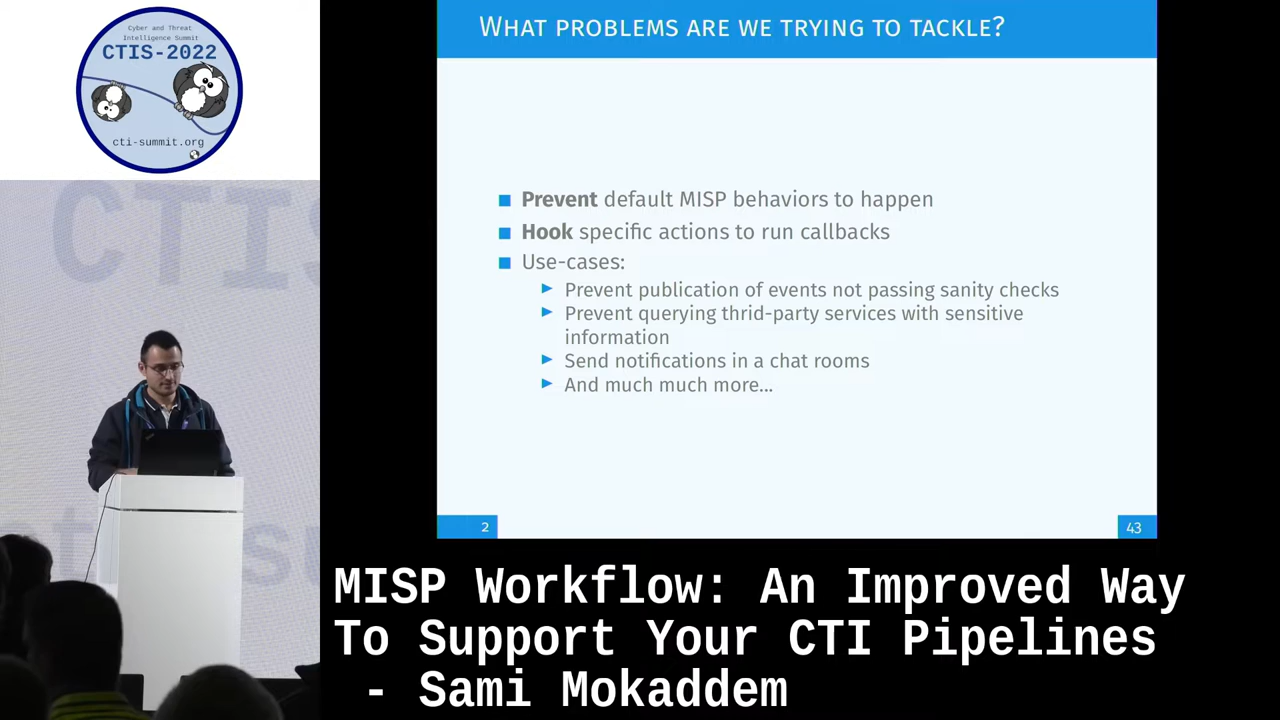 Cyber and Threat
Intelligence Summit
CTIS-2022
cti-summit.org
CTIS
WHAT PROBLEMS ARE WE TRYING TO TACKLE?
■ Prevent default MISP behaviors to happen
■ Hook specific actions to run callbacks
■ Use-cases:
▶ Prevent publication of events not passing sanity checks
▶ Prevent querying thrid-party services with sensitive
information
▶ Send notifications in a chat rooms
▶ And much much more...
2
43
MISP Workflow: An Improved Way
To Support Your CTI Pipelines
- Sami Mokaddem